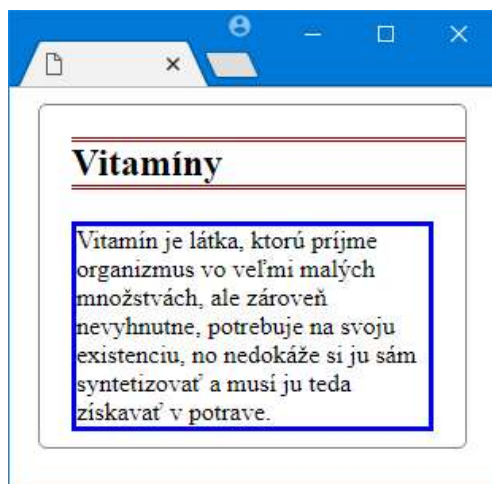 Vitamíny
Vitamín je látka, ktorú príjme
organizmus vo veľmi malých
množstvách, ale zároveň
nevyhnutne, potrebuje na svoju
existenciu, no nedokáže si ju sám
syntetizovať a musí ju teda
získavať v potrave.